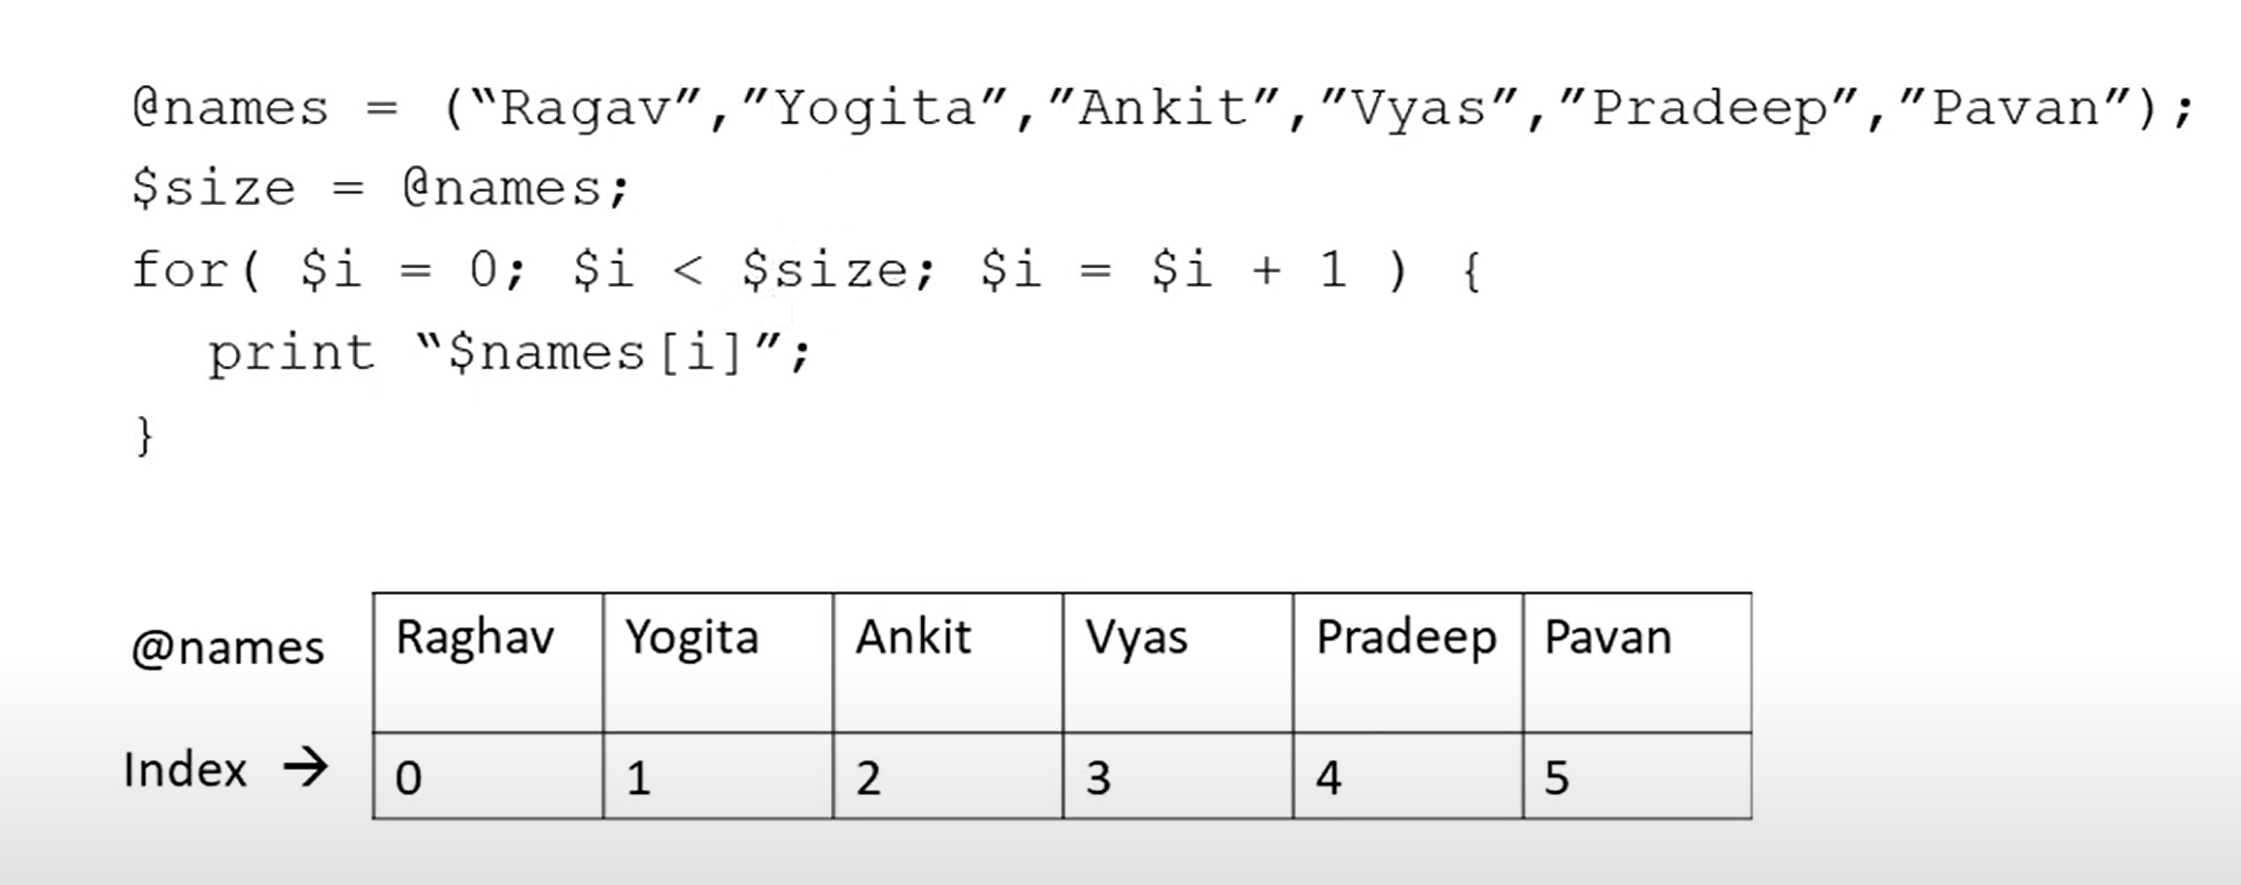 @names = (“Ragav”,”Yogita”,”Ankit”,”Vyas”,”Pradeep”,”Pavan”);
$size = @names;
for( $i = 0; $i < $size; $i = $i + 1 ) {
print “$names[i]”;
}
@names Raghav Yogita Ankit Vyas Pradeep Pavan
Index → 0 1 2 3 4 5